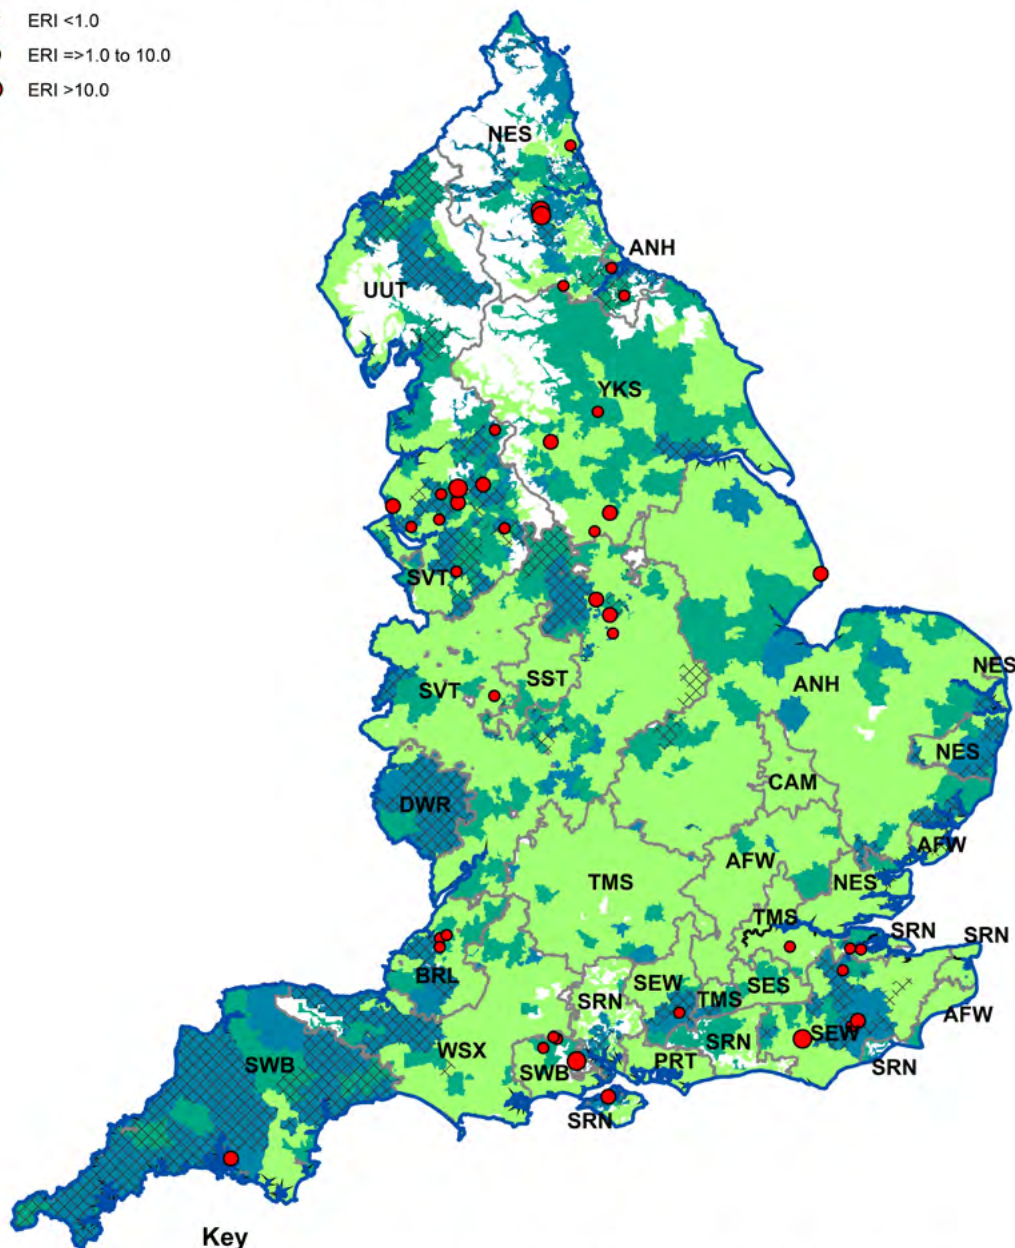 ERI <1.0
ERI =>1.0 to 10.0
ERI >10.0
NES
ANH
UUT
YKS
SVT
SST
SVT
ANH
NES
NES
CAM
DWR
AFW
AFW
TMS
NES
TMS
SRN
SRN
BRL
SEW
SES
SRN
TMS
AFW
SRN
SEW
WSX
SWB
SWB
PRT
SRN
SRN
Key